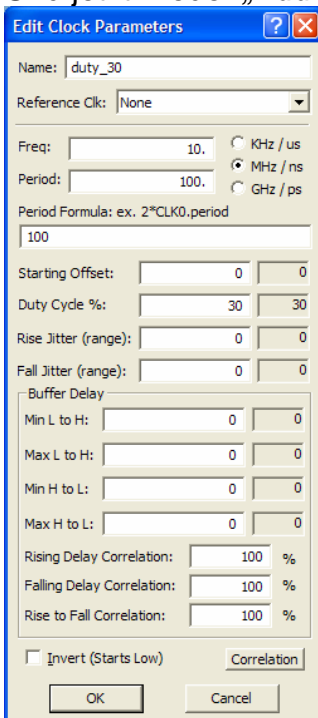 Edit Clock Parameters
Name: duty_30
Reference Clk: None
Freq: 10. KHz / us
MHz / ns
Period: 100. GHz / ps
Period Formula: ex. 2*CLK0.period
100
Starting Offset: 0 0
Duty Cycle %: 30 30
Rise Jitter (range): 0 0
Fall Jitter (range): 0 0
Buffer Delay
Min L to H: 0 0
Max L to H: 0 0
Min H to L: 0 0
Max H to L: 0 0
Rising Delay Correlation: 100 %
Falling Delay Correlation: 100 %
Rise to Fall Correlation: 100 %
Invert (Starts Low) Correlation
OK Cancel